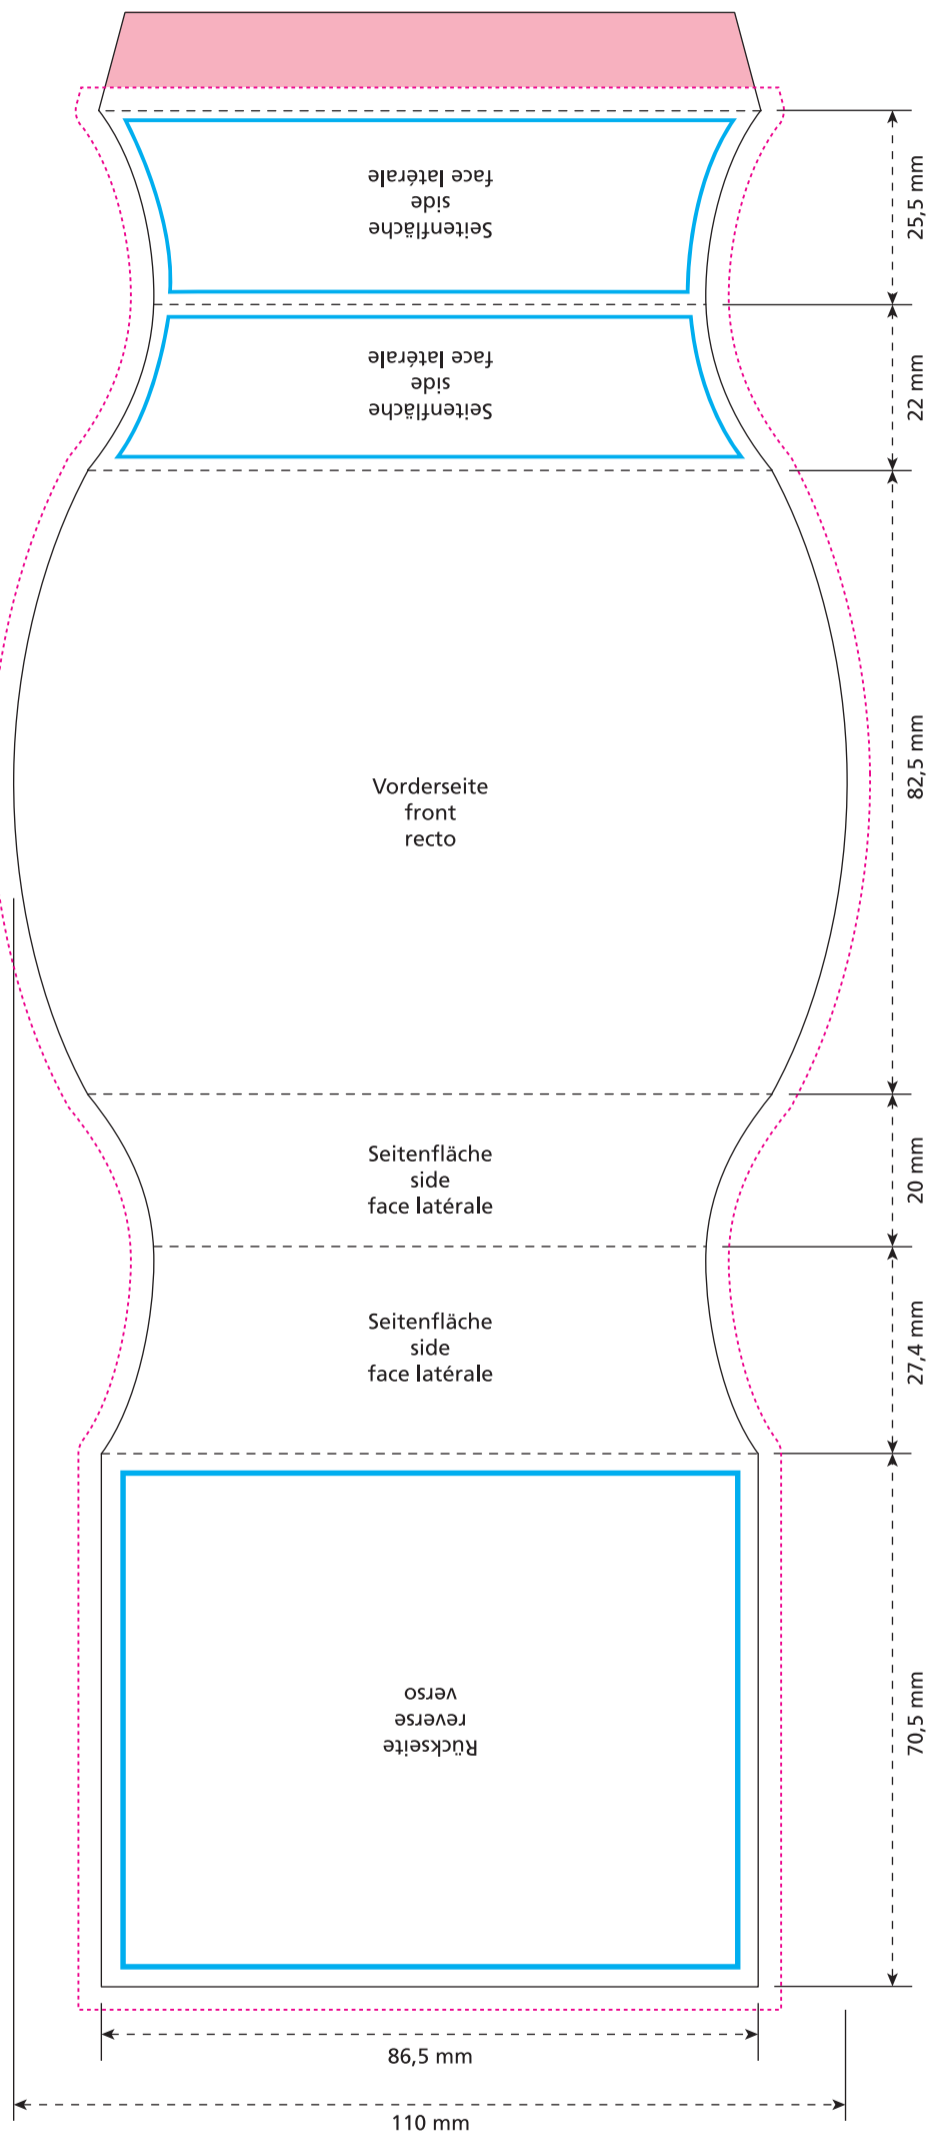 Seitenfläche
side
face latérale
25,5 mm
Seitenfläche
side
face latérale
22 mm
Vorderseite
front
recto
82,5 mm
Seitenfläche
side
face latérale
20 mm
Seitenfläche
side
face latérale
27,4 mm
Rückseite
reverse
verso
70,5 mm
86,5 mm
110 mm